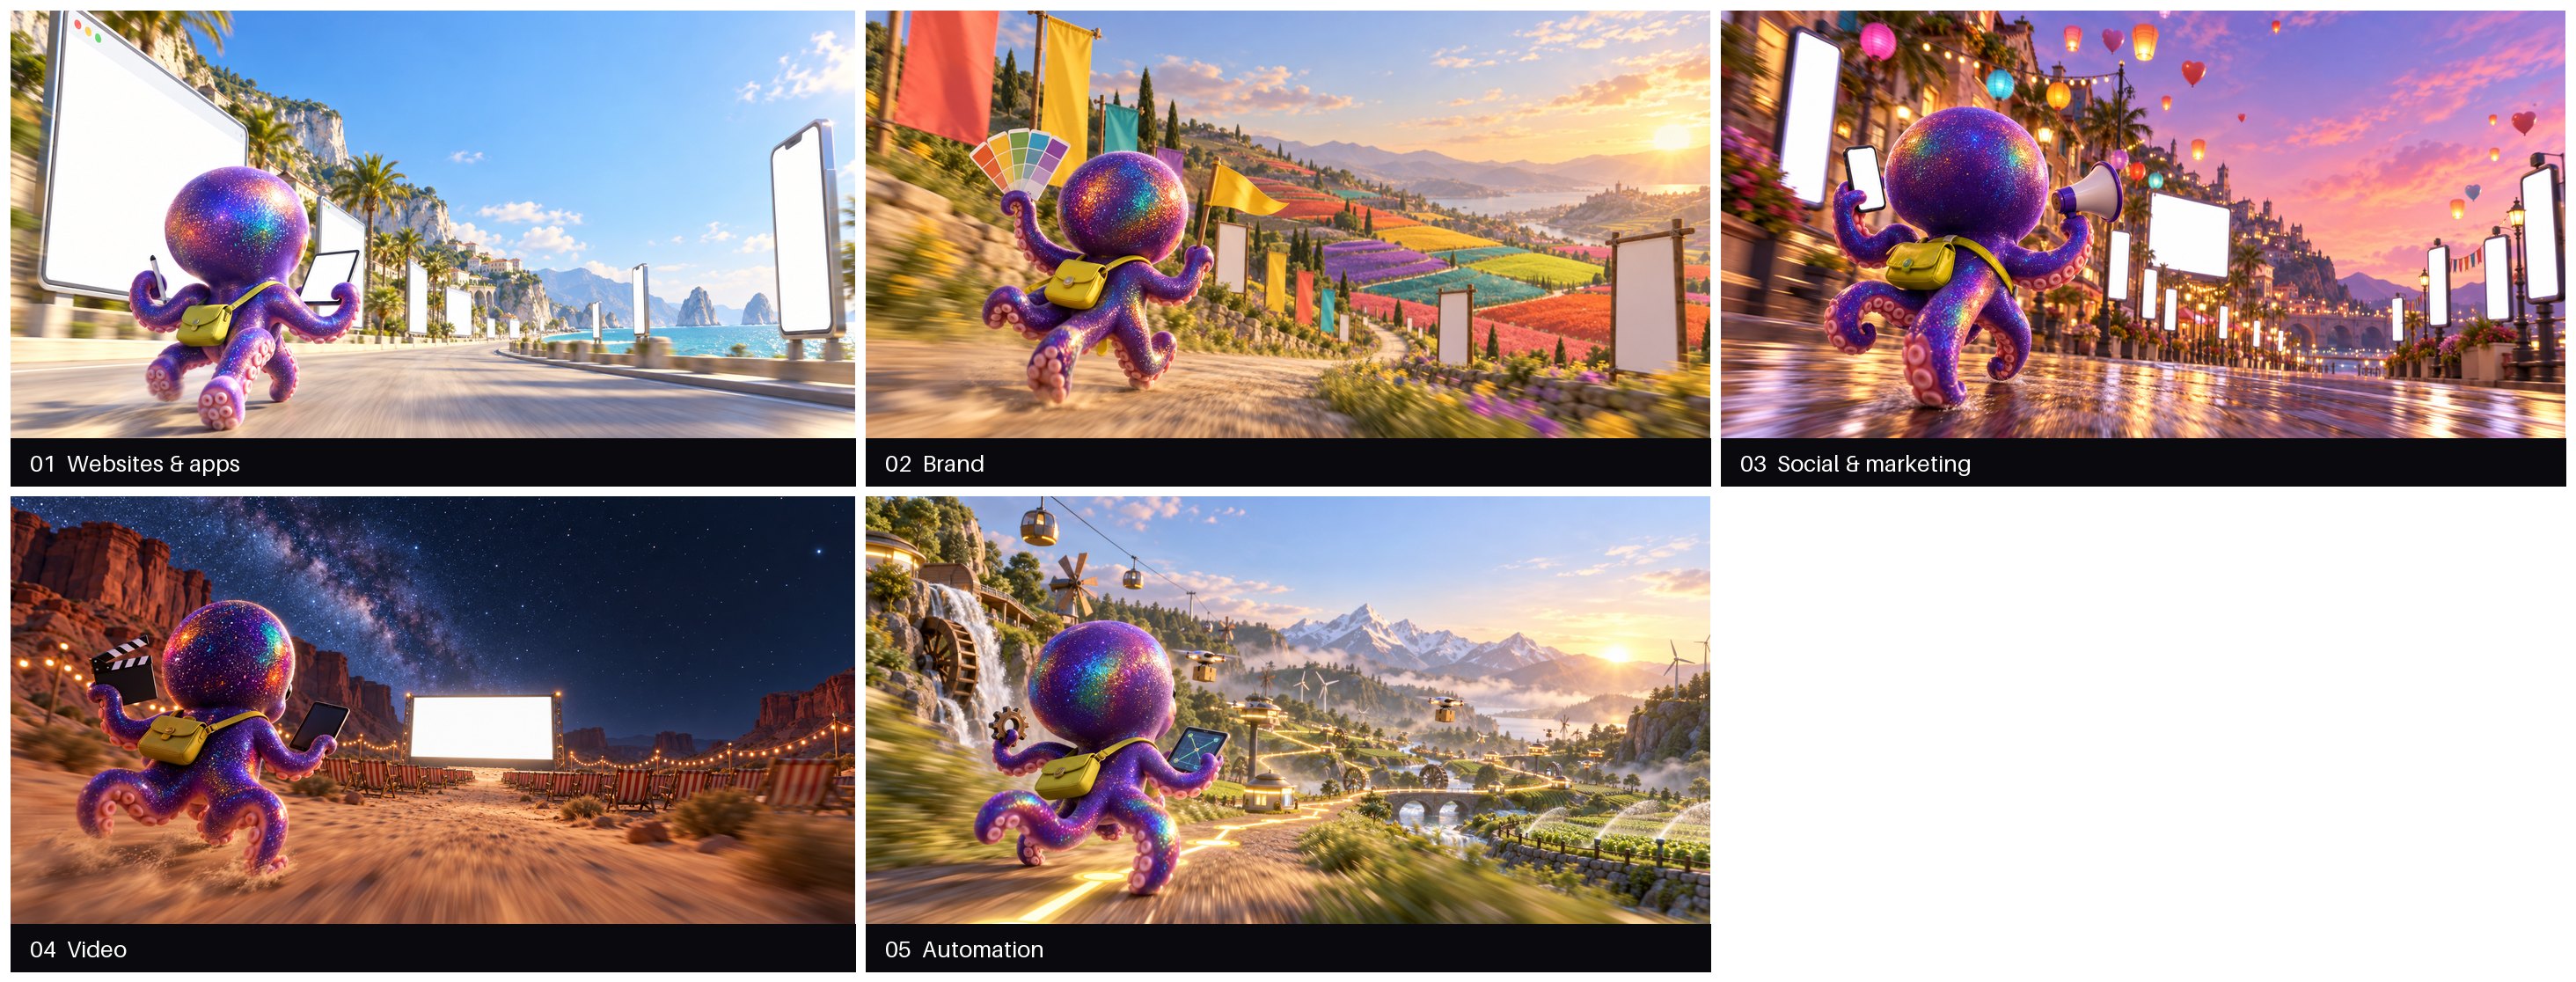 01 Websites & apps
02 Brand
03 Social & marketing
04 Video
05 Automation